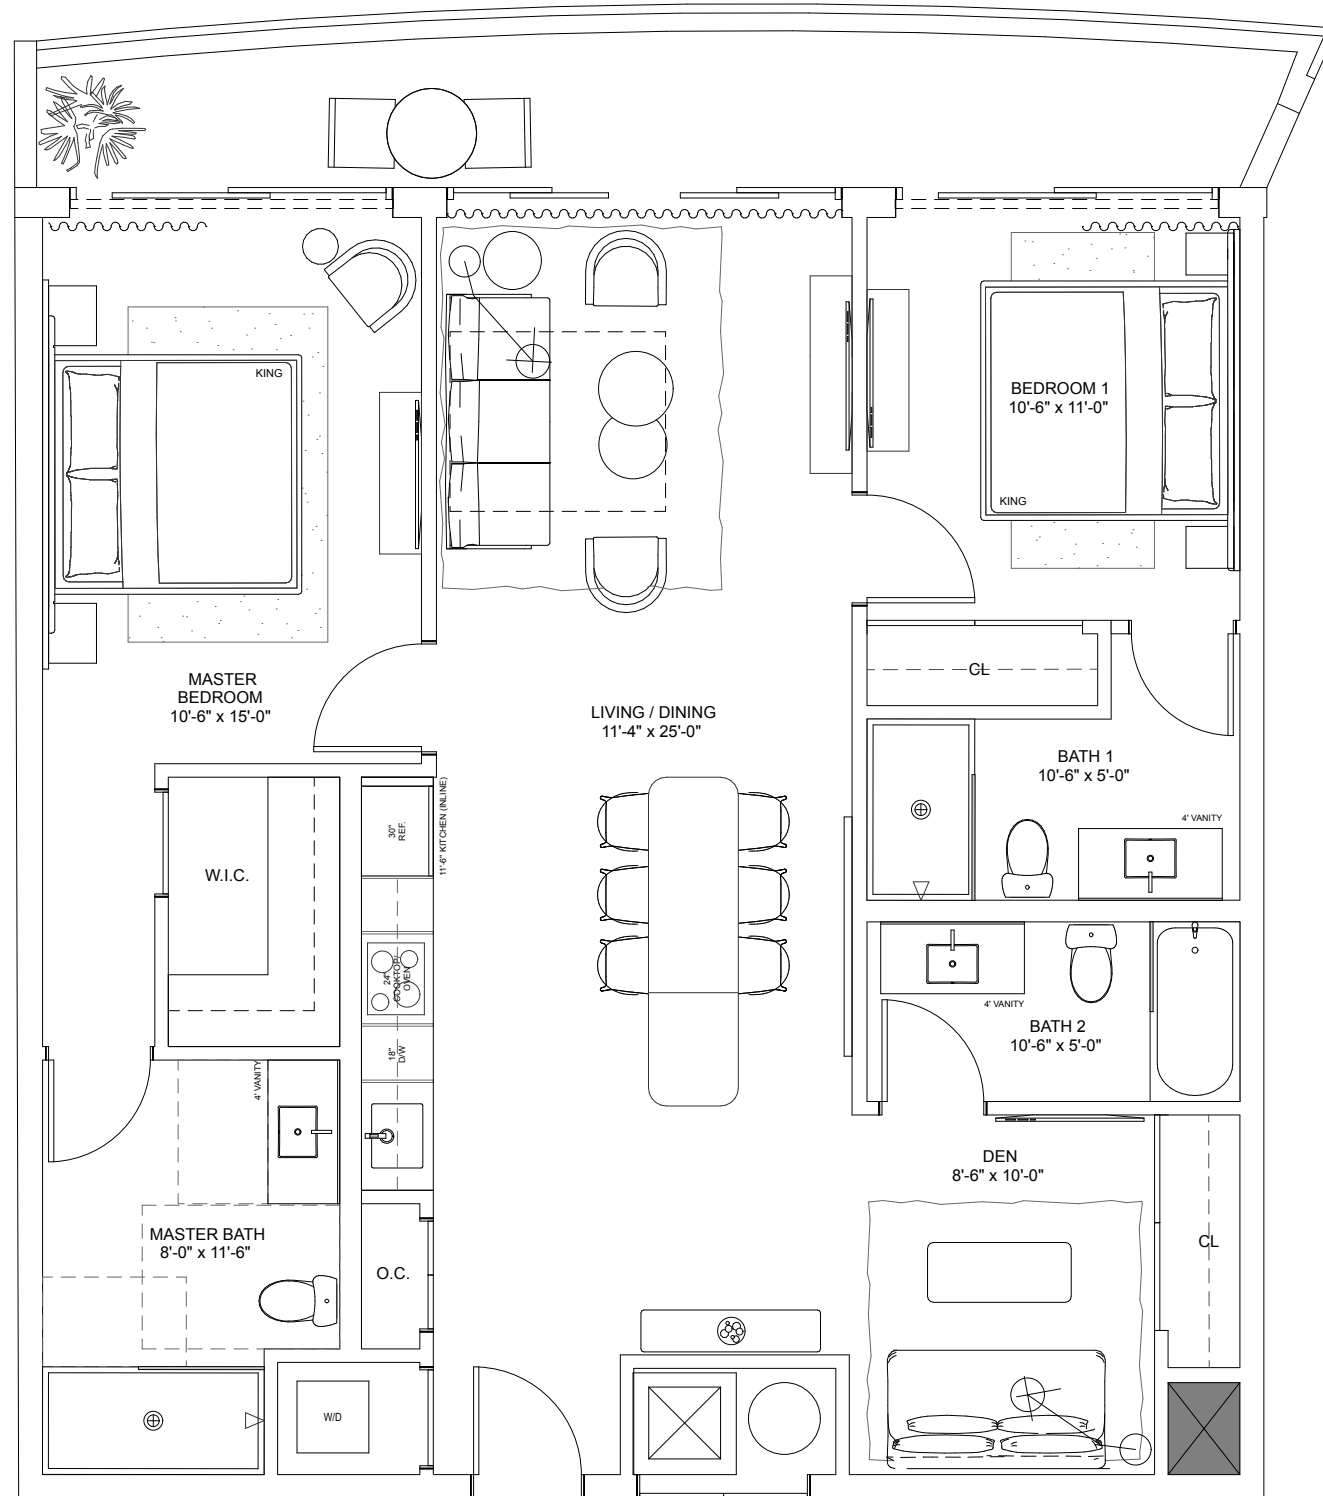 KING
BEDROOM 1
10'-6" x 11'-0"
KING
MASTER
BEDROOM
10'-6" x 15'-0"
CL
LIVING / DINING
11'-4" x 25'-0"
BATH 1
10'-6" x 5'-0"
11'-6" KITCHEN (INLINE)
30"
REF.
4' VANITY
W.I.C.
24"
COOKTOP/
OVEN
4' VANITY
BATH 2
10'-6" x 5'-0"
18"
D/W
4' VANITY
DEN
8'-6" x 10'-0"
MASTER BATH
8'-0" x 11'-6"
CL
O.C.
W/D